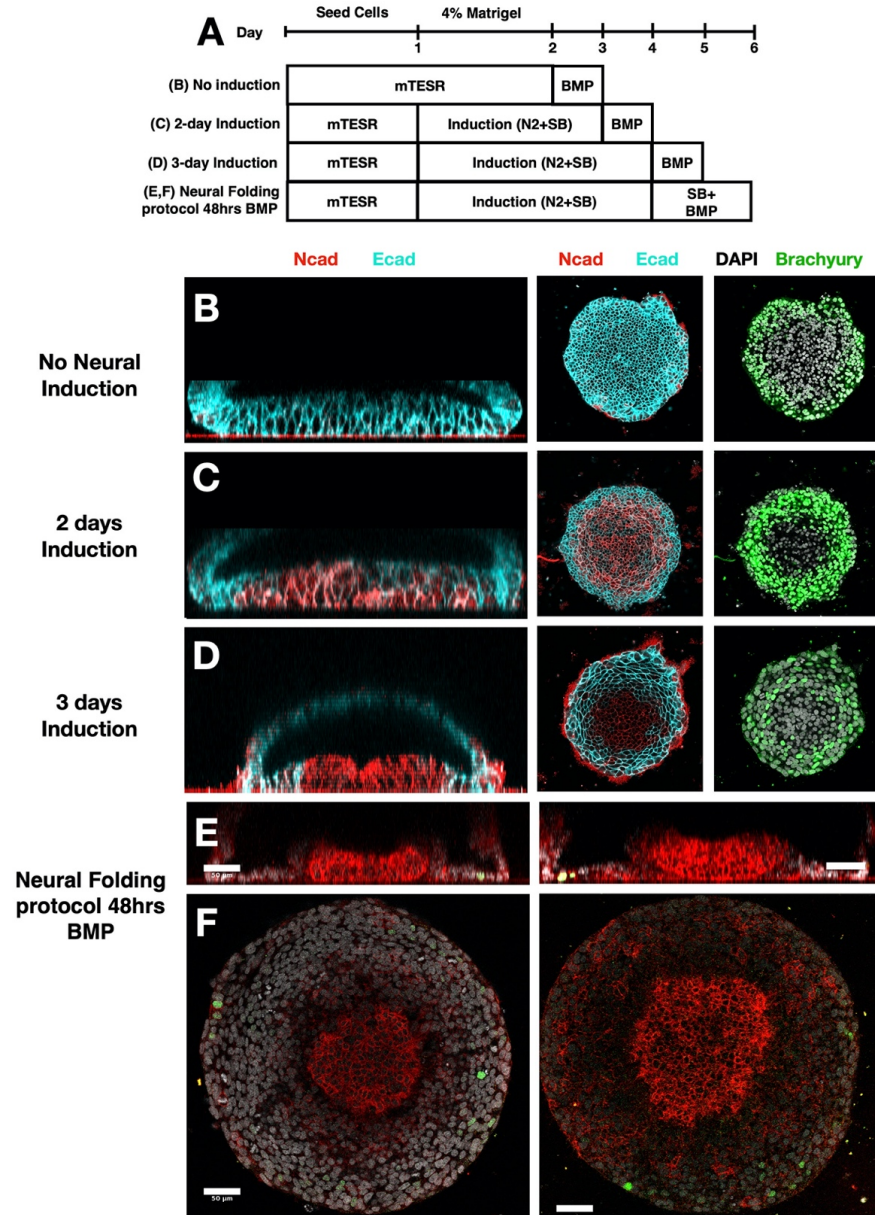 A
Day
Seed Cells
4% Matrigel
1 2 3 4 5 6
(B) No induction mTESR BMP
(C) 2-day Induction mTESR Induction (N2+SB) BMP
(D) 3-day Induction mTESR Induction (N2+SB) BMP
(E,F) Neural Folding
protocol 48hrs BMP
mTESR Induction (N2+SB)
SB+
BMP
Ncad Ecad Ncad Ecad DAPI Brachyury
No Neural
Induction
B
2 days
Induction
C
3 days
Induction
D
Neural Folding
protocol 48hrs
BMP
E
50 µm
F
50 µm